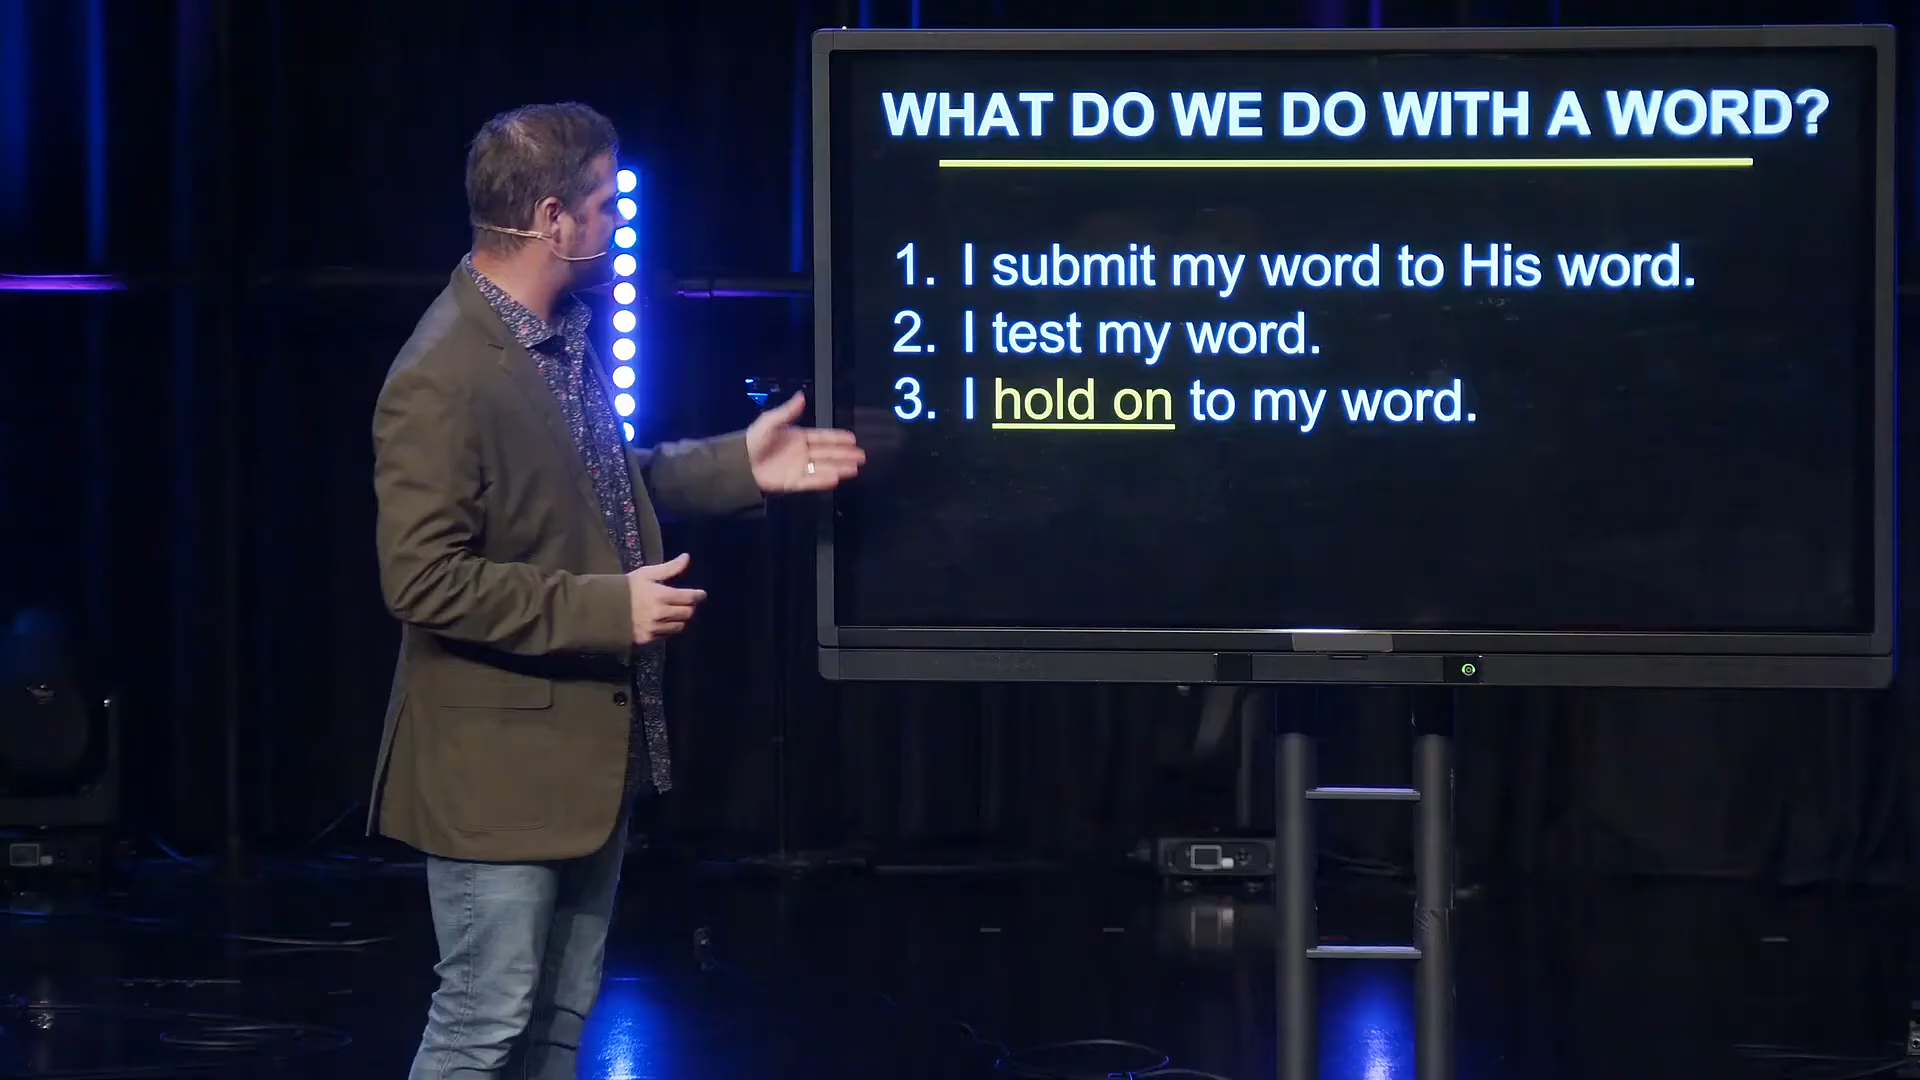 WHAT DO WE DO WITH A WORD?
1. I submit my word to His word.
2. I test my word.
3. I hold on to my word.